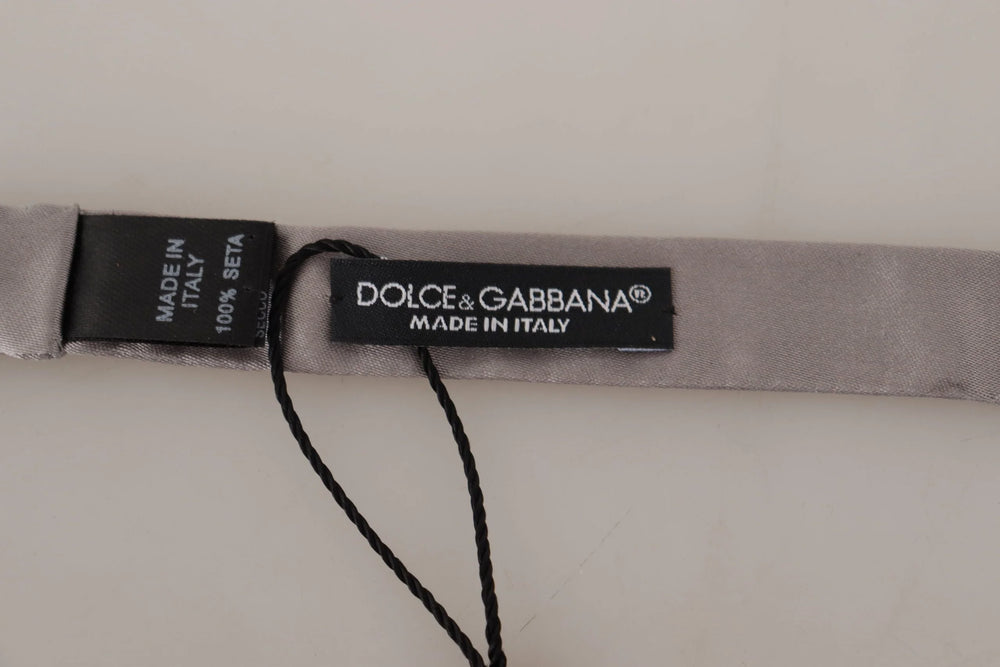 MADE IN
ITALY
100% SETA
DOLCE & GABBANA®
MADE IN ITALY